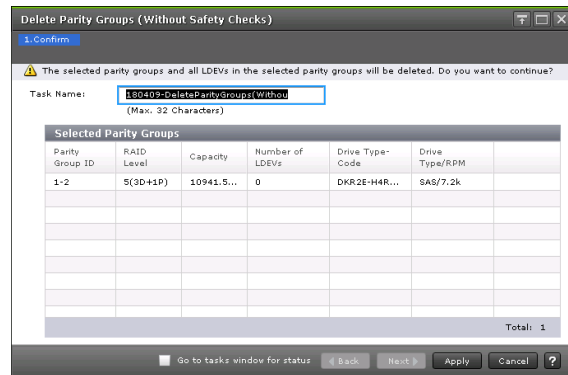 Delete Parity Groups (Without Safety Checks)
1.Confirm
The selected parity groups and all LDEVs in the selected parity groups will be deleted. Do you want to continue?
Task Name: 180409-DeleteParityGroups(Withou
(Max. 32 Characters)
Selected Parity Groups
Parity Group ID RAID Level Capacity Number of LDEVs Drive Type-Code Drive Type/RPM
1-2 5(3D+1P) 10941.5... 0 DKR2E-H4R... SAS/7.2k
Total: 1
Go to tasks window for status Back Next Apply Cancel ?